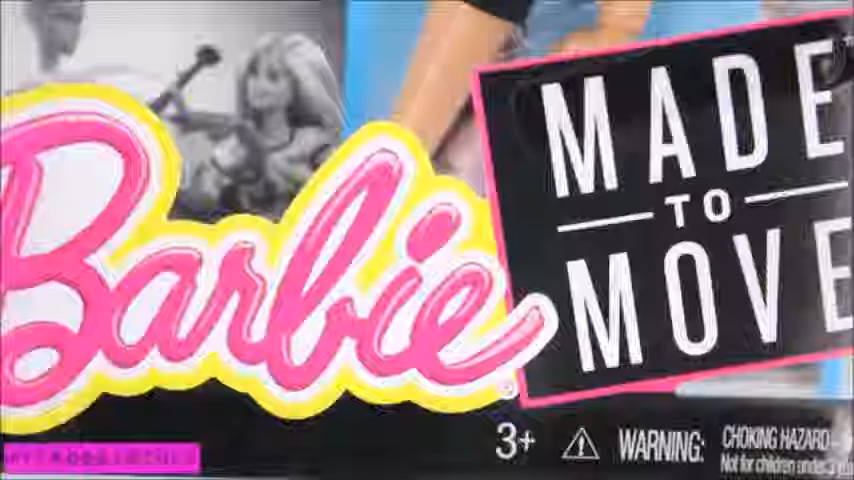 Barbie
MADE
TO
MOVE
3+ WARNING: CHOKING HAZARD
Not for children under 3